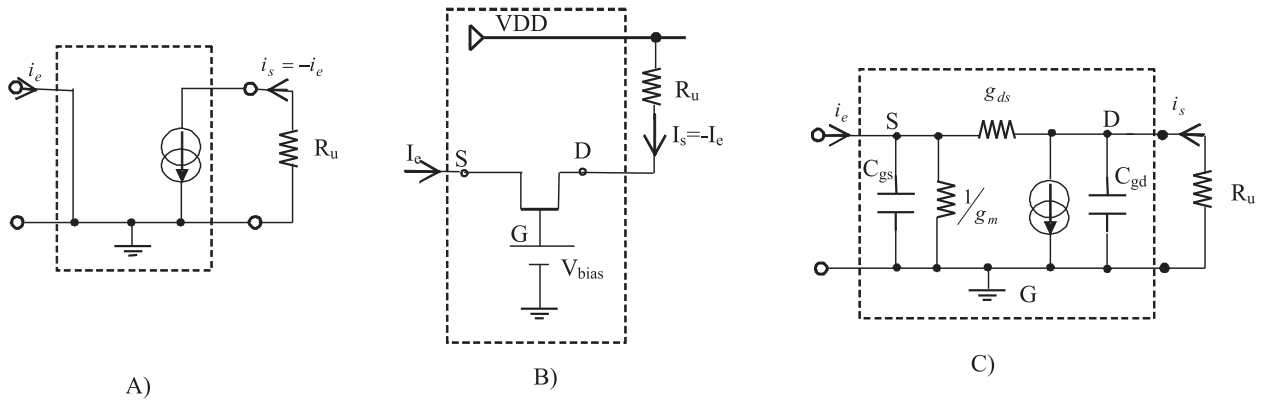 i_e
i_s = -i_e
R_u
A)
VDD
R_u
I_s=-I_e
I_e
S
D
G
V_bias
B)
g_ds
i_e
S
D
i_s
C_gs
1/g_m
C_gd
R_u
G
C)